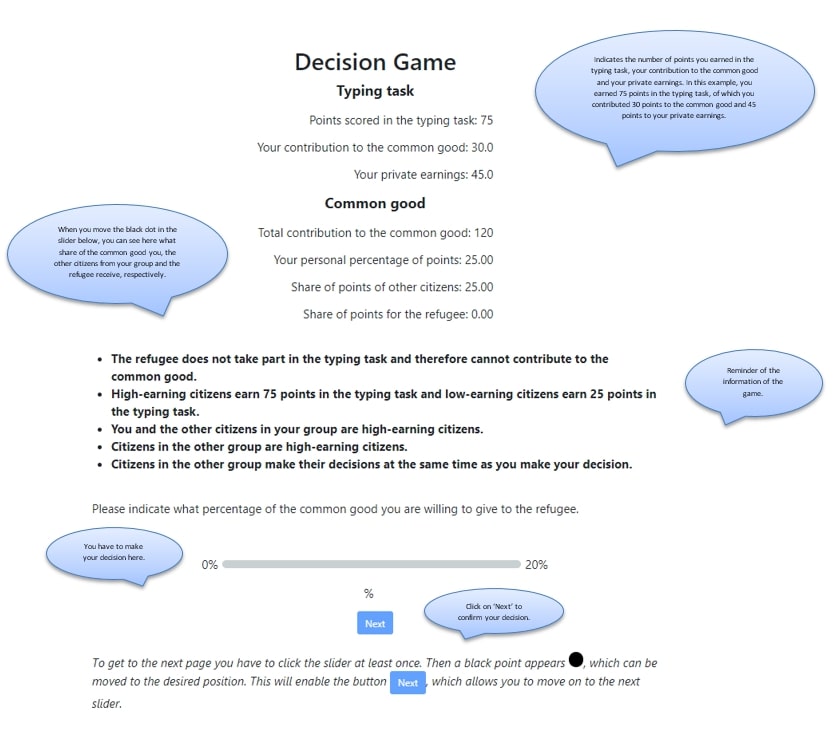 Decision Game
Typing task
Indicates the number of points you earned in the
typing task, your contribution to the common good
and your private earnings. In this example, you
earned 75 points in the typing task, of which you
contributed 30 points to the common good and 45
points to your private earnings.
Points scored in the typing task: 75
Your contribution to the common good: 30.0
Your private earnings: 45.0
Common good
When you move the black dot in the
slider below, you can see here what
share of the common good you, the
other citizens from your group and the
refugee receive, respectively.
Total contribution to the common good: 120
Your personal percentage of points: 25.00
Share of points of other citizens: 25.00
Share of points for the refugee: 0.00
• The refugee does not take part in the typing task and therefore cannot contribute to the
common good.
• High-earning citizens earn 75 points in the typing task and low-earning citizens earn 25 points in
the typing task.
• You and the other citizens in your group are high-earning citizens.
• Citizens in the other group are high-earning citizens.
• Citizens in the other group make their decisions at the same time as you make your decision.
Reminder of the
information of the
game.
Please indicate what percentage of the common good you are willing to give to the refugee.
You have to make
your decision here.
0% 20%
%
Next
Click on 'Next' to
confirm your decision.
To get to the next page you have to click the slider at least once. Then a black point appears , which can be
moved to the desired position. This will enable the button Next , which allows you to move on to the next
slider.